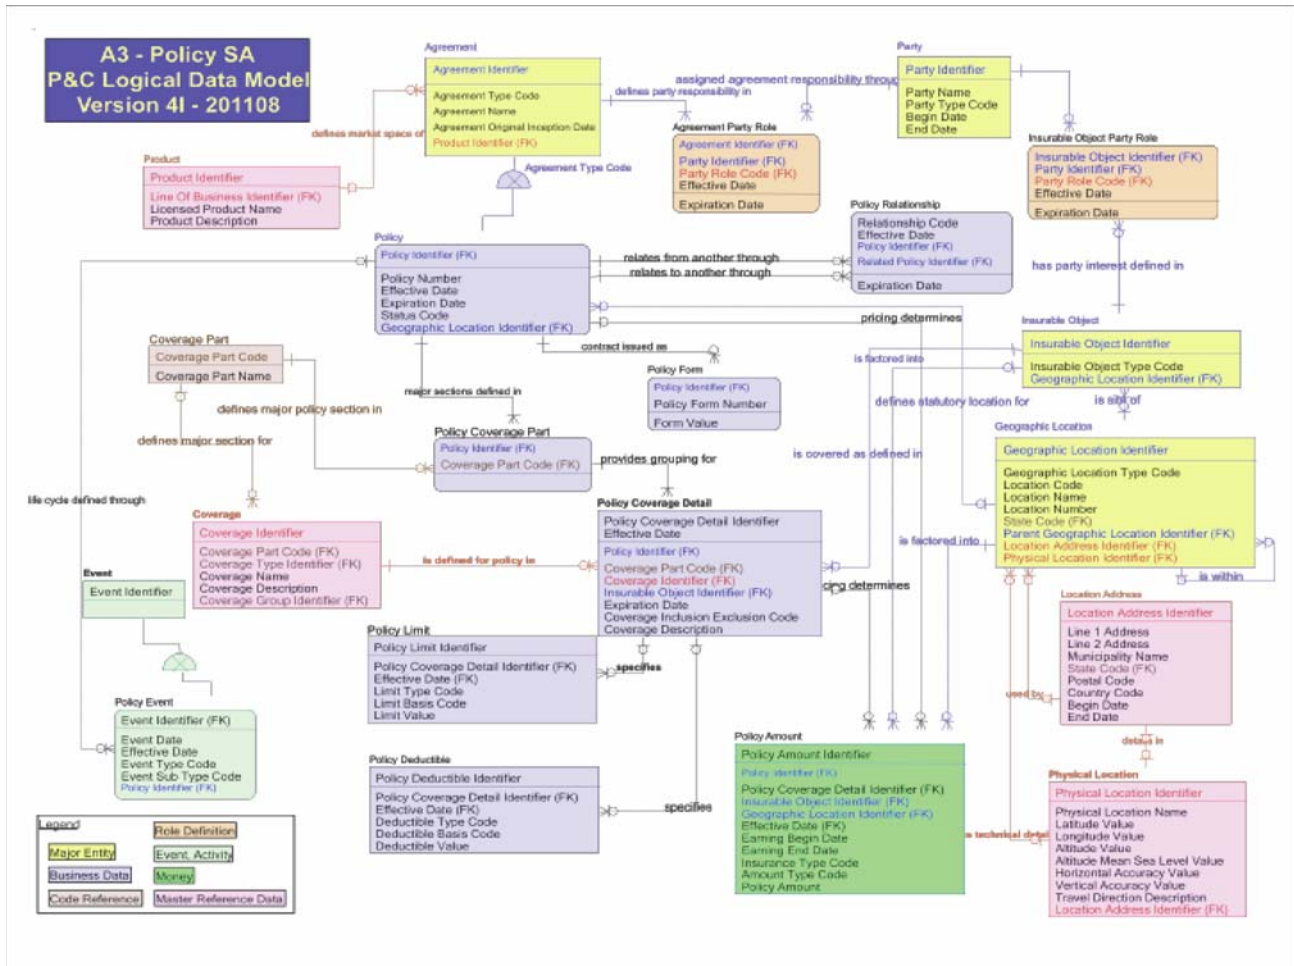 A3 - Policy SA
P&C Logical Data Model
Version 4I - 201108
Agreement
Agreement Identifier
Agreement Type Code
Agreement Name
Agreement Original Inception Date
Product Identifier (FK)
Party
Party Identifier
Party Name
Party Type Code
Begin Date
End Date
assigned agreement responsibility throug
defines party responsibility in
defines market space of
Agreement Party Role
Agreement Identifier (FK)
Party Identifier (FK)
Party Role Code (FK)
Effective Date
Expiration Date
Insurable Object Party Role
Insurable Object Identifier (FK)
Party Identifier (FK)
Party Role Code (FK)
Effective Date
Expiration Date
Product
Product Identifier
Line Of Business Identifier (FK)
Licensed Product Name
Product Description
Agreement Type Code
Policy Relationship
Relationship Code
Effective Date
Policy Identifier (FK)
Related Policy Identifier (FK)
Expiration Date
Policy
Policy Identifier (FK)
Policy Number
Effective Date
Expiration Date
Status Code
Geographic Location Identifier (FK)
relates from another through
relates to another through
has party interest defined in
pricing determines
contract issued as
is factored into
Insurable Object
Insurable Object Identifier
Insurable Object Type Code
Geographic Location Identifier (FK)
Coverage Part
Coverage Part Code
Coverage Part Name
Policy Form
Policy Identifier (FK)
Policy Form Number
Form Value
major sections defined in
defines major policy section in
defines statutory location for
is site of
defines major section for
Policy Coverage Part
Policy Identifier (FK)
Coverage Part Code (FK)
provides grouping for
is covered as defined in
Geographic Location
Geographic Location Identifier
Geographic Location Type Code
Location Code
Location Name
Location Number
State Code (FK)
Parent Geographic Location Identifier (FK)
Location Address Identifier (FK)
Physical Location Identifier (FK)
life cycle defined through
Coverage
Coverage Identifier
Coverage Part Code (FK)
Coverage Type Identifier (FK)
Coverage Name
Coverage Description
Coverage Group Identifier (FK)
is defined for policy in
Policy Coverage Detail
Policy Coverage Detail Identifier
Effective Date
Policy Identifier (FK)
Coverage Part Code (FK)
Coverage Identifier (FK)
Insurable Object Identifier (FK)
Expiration Date
Coverage Inclusion Exclusion Code
Coverage Description
is factored into
cing determines
is within
Event
Event Identifier
Location Address
Location Address Identifier
Line 1 Address
Line 2 Address
Municipality Name
State Code (FK)
Postal Code
Country Code
Begin Date
End Date
used by
details in
Policy Limit
Policy Limit Identifier
Policy Coverage Detail Identifier (FK)
Effective Date (FK)
Limit Type Code
Limit Basis Code
Limit Value
specifies
Policy Event
Event Identifier (FK)
Event Date
Effective Date
Event Type Code
Event Sub Type Code
Policy Identifier (FK)
Policy Deductible
Policy Deductible Identifier
Policy Coverage Detail Identifier (FK)
Effective Date (FK)
Deductible Type Code
Deductible Basis Code
Deductible Value
specifies
Policy Amount
Policy Amount Identifier
Policy Identifier (FK)
Policy Coverage Detail Identifier (FK)
Insurable Object Identifier (FK)
Geographic Location Identifier (FK)
Effective Date (FK)
Earning Begin Date
Earning End Date
Insurance Type Code
Amount Type Code
Policy Amount
s technical detai
Physical Location
Physical Location Identifier
Physical Location Name
Latitude Value
Longitude Value
Altitude Value
Altitude Mean Sea Level Value
Horizontal Accuracy Value
Vertical Accuracy Value
Travel Direction Description
Location Address Identifier (FK)
Legend
Role Definition
Major Entity
Event, Activity
Business Data
Money
Code Reference
Master Reference Data